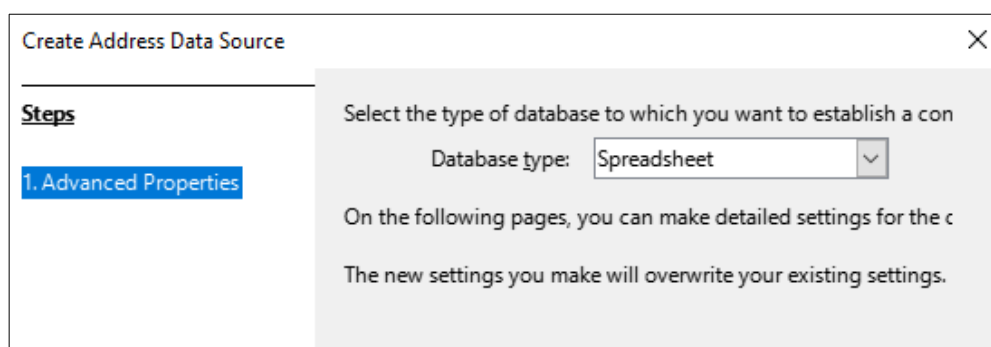 Create Address Data Source
Steps
1. Advanced Properties
Select the type of database to which you want to establish a con
Database type:
Spreadsheet
On the following pages, you can make detailed settings for the c
The new settings you make will overwrite your existing settings.